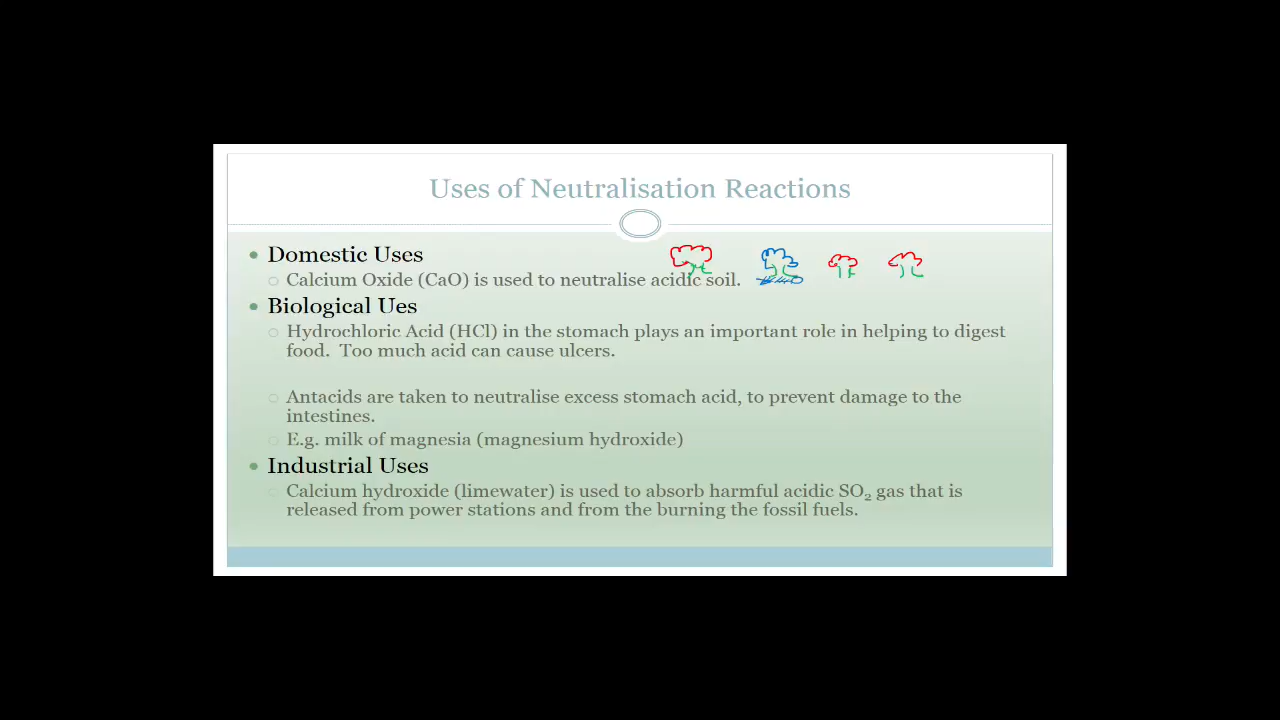 Uses of Neutralisation Reactions
Domestic Uses
Calcium Oxide (CaO) is used to neutralise acidic soil.
Biological Ues
Hydrochloric Acid (HCl) in the stomach plays an important role in helping to digest
food.  Too much acid can cause ulcers.
Antacids are taken to neutralise excess stomach acid, to prevent damage to the
intestines.
E.g. milk of magnesia (magnesium hydroxide)
Industrial Uses
Calcium hydroxide (limewater) is used to absorb harmful acidic SO₂ gas that is
released from power stations and from the burning the fossil fuels.